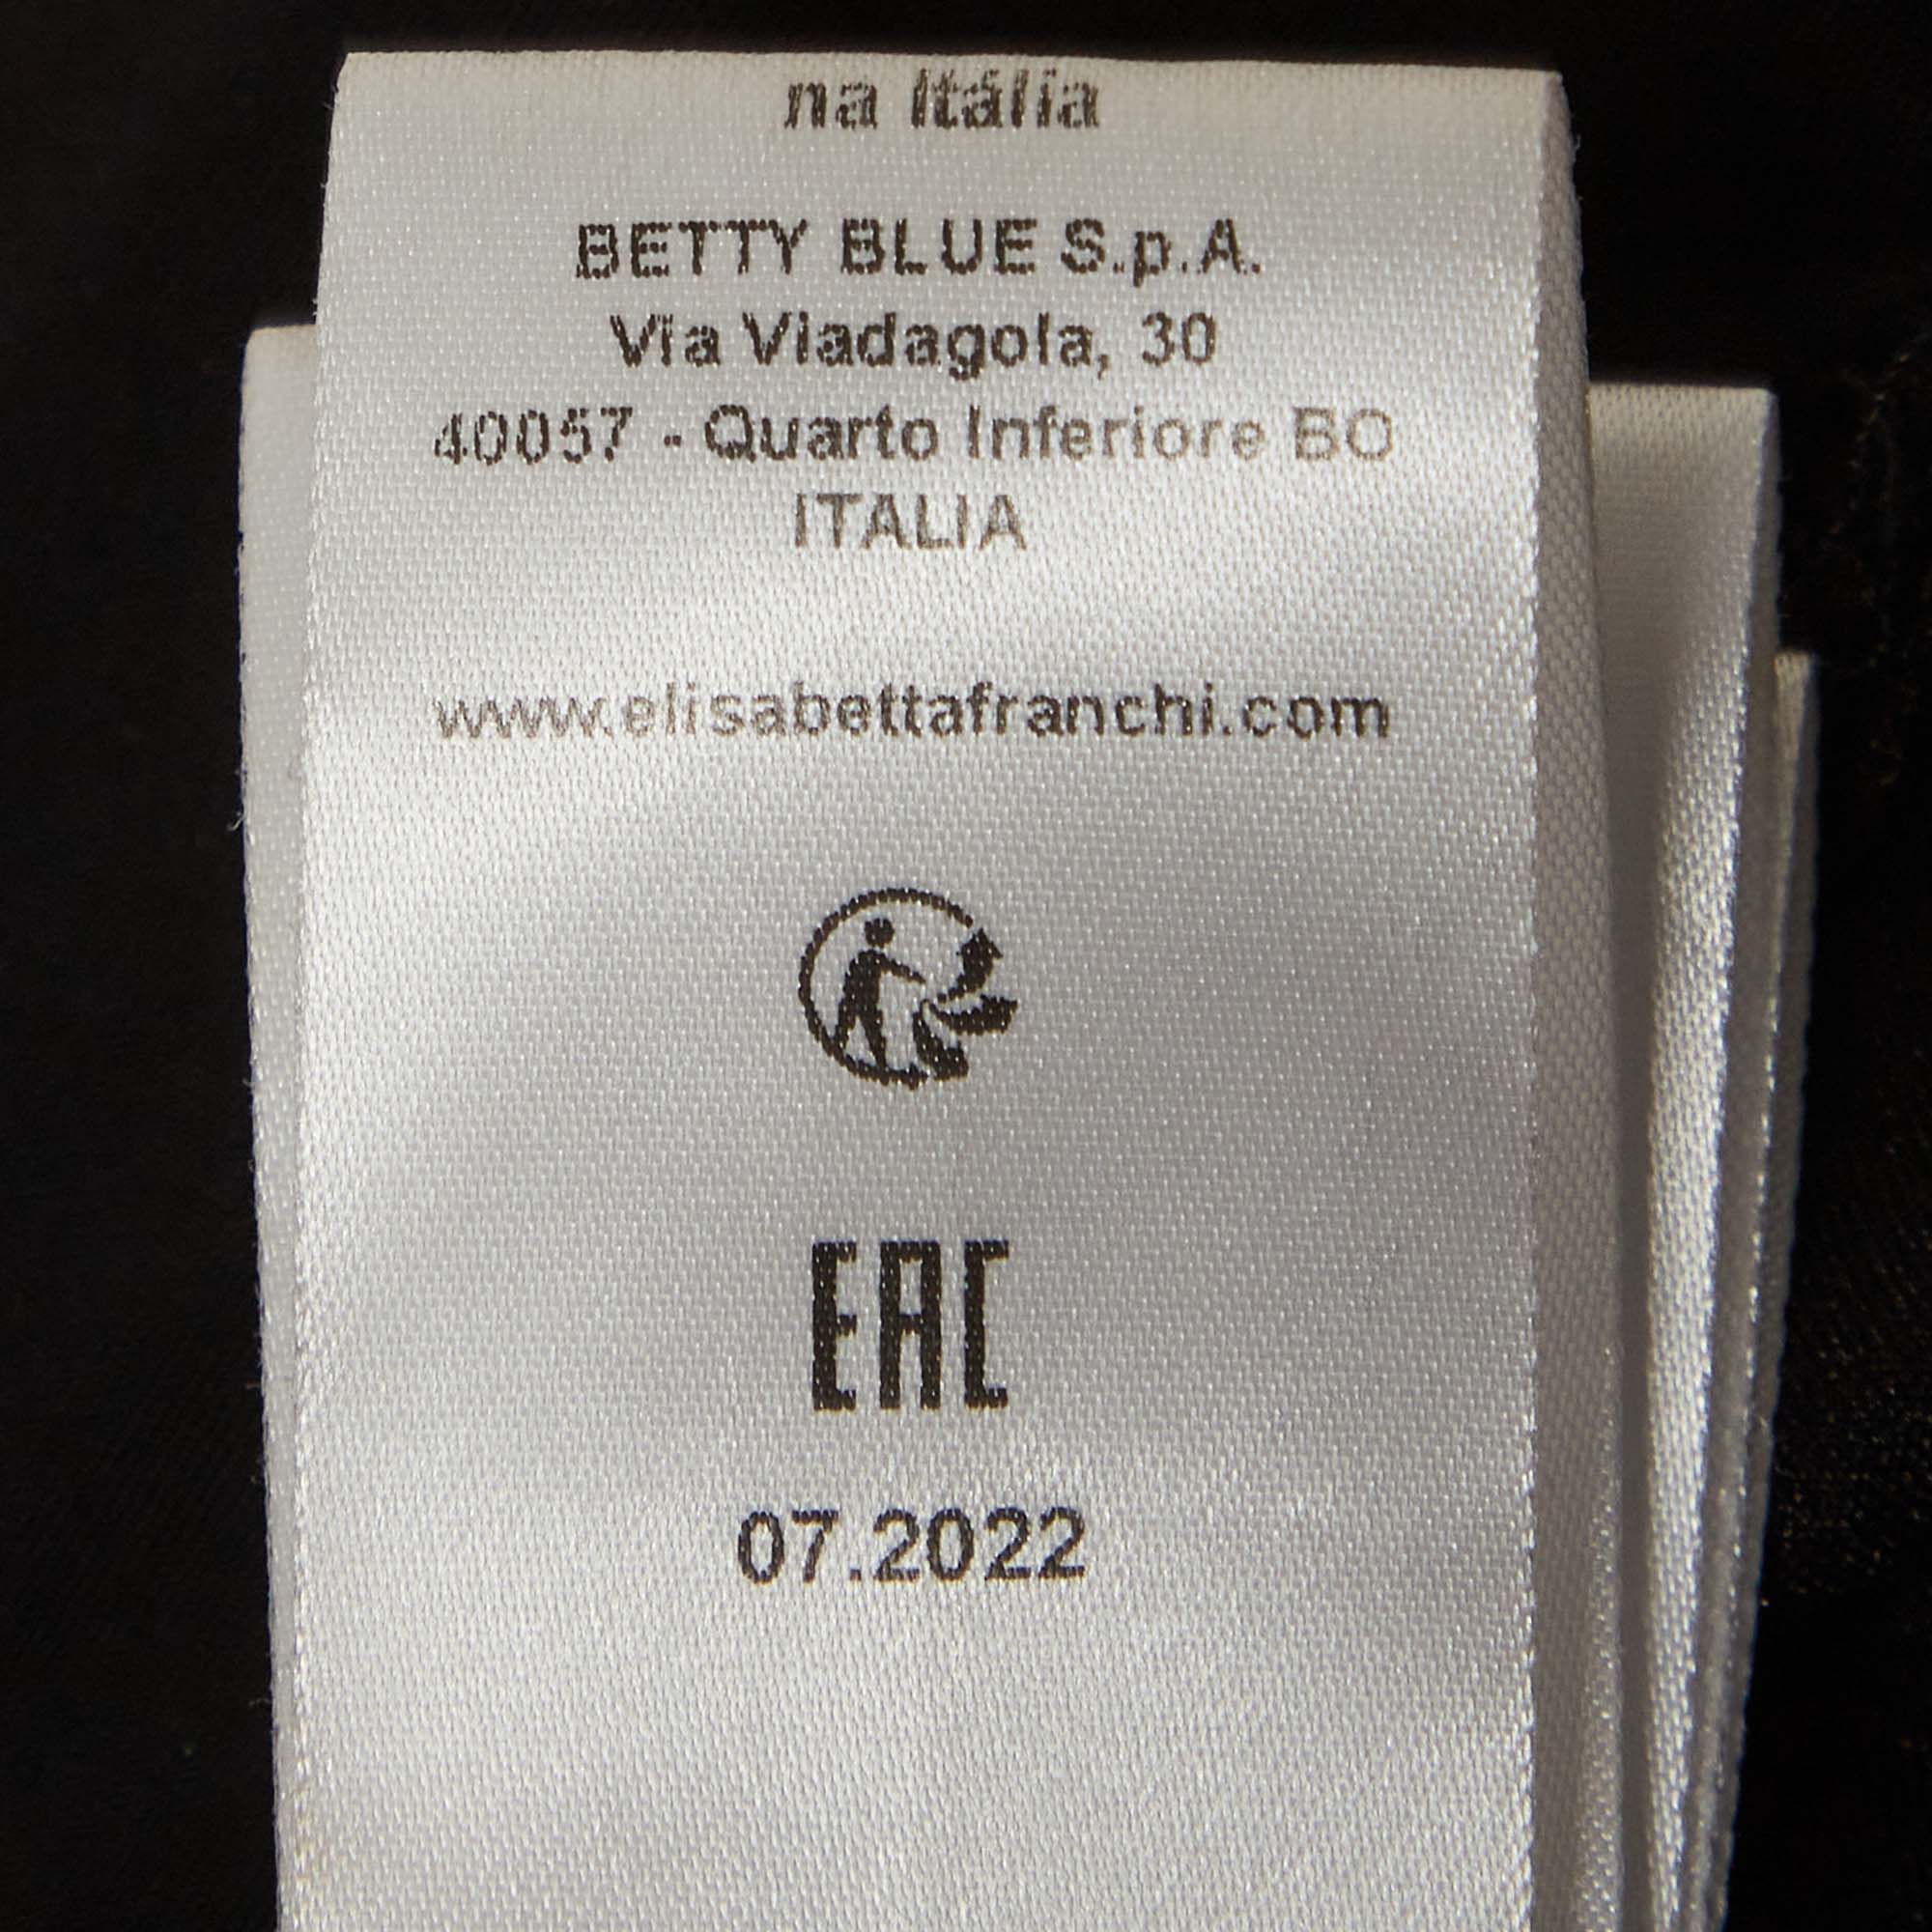 na Itália
BETTY BLUE S.p.A.
Via Viadagola, 30
40057 - Quarto Inferiore BO
ITALIA
www.elisabettafranchi.com
EAC
07.2022